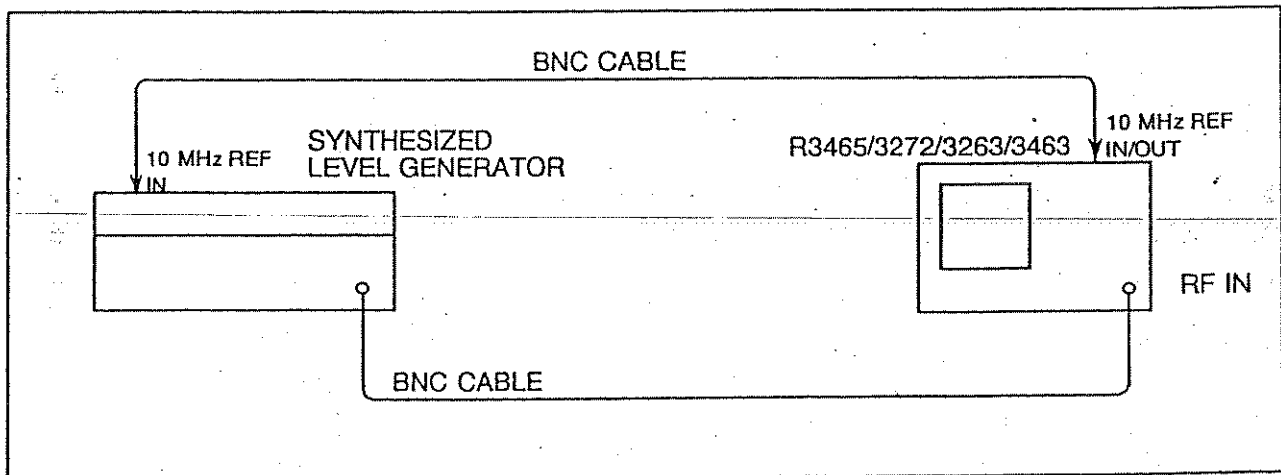 BNC CABLE
10 MHz REF
IN
SYNTHESIZED
LEVEL GENERATOR
R3465/3272/3263/3463
10 MHz REF
IN/OUT
RF IN
BNC CABLE